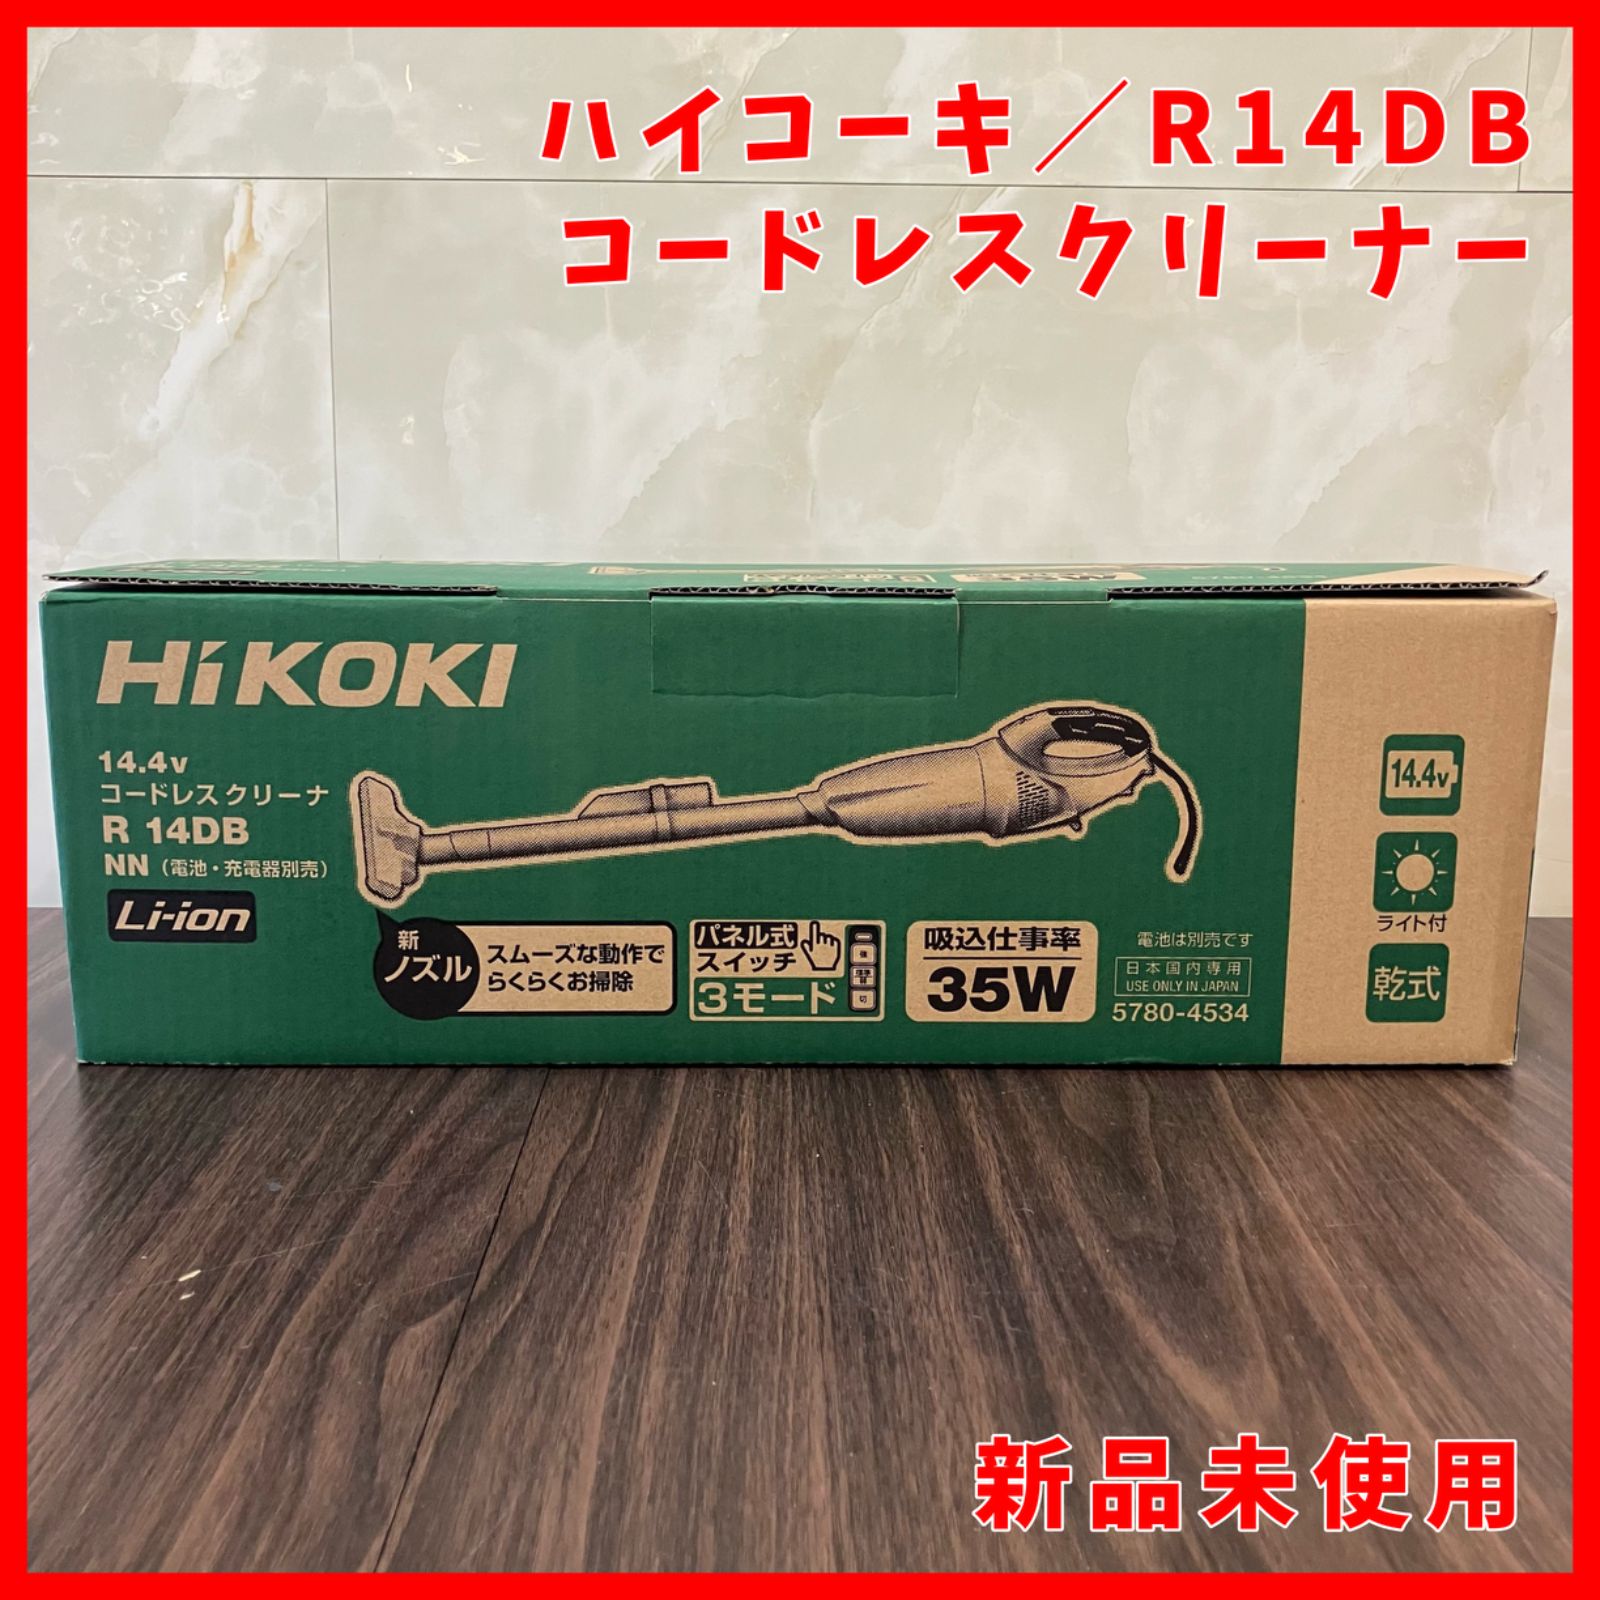 ハイコーキ／R14DB
コードレスクリーナー
HiKOKI
14.4v
コードレスクリーナ
R 14DB
NN（電池・充電器別売）
Li-ion
新
ノズル
スムーズな動作で
らくらくお掃除
パネル式
スイッチ
3モード
強
切
吸込仕事率
35W
電池は別売です
日本国内専用
USE ONLY IN JAPAN
5780-4534
14.4v
ライト付
乾式
新品未使用